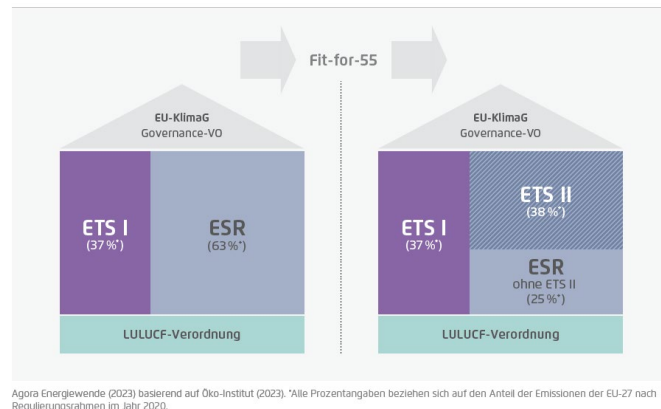 Fit-for-55
EU-KlimaG
Governance-VO
ETS I
(37 %*)
ESR
(63 %*)
LULUCF-Verordnung
EU-KlimaG
Governance-VO
ETS I
(37 %*)
ETS II
(38 %*)
ESR
ohne ETS II
(25 %*)
LULUCF-Verordnung
Agora Energiewende (2023) basierend auf Öko-Institut (2023). *Alle Prozentangaben beziehen sich auf den Anteil der Emissionen der EU-27 nach
Regulierungsrahmen im Jahr 2020.